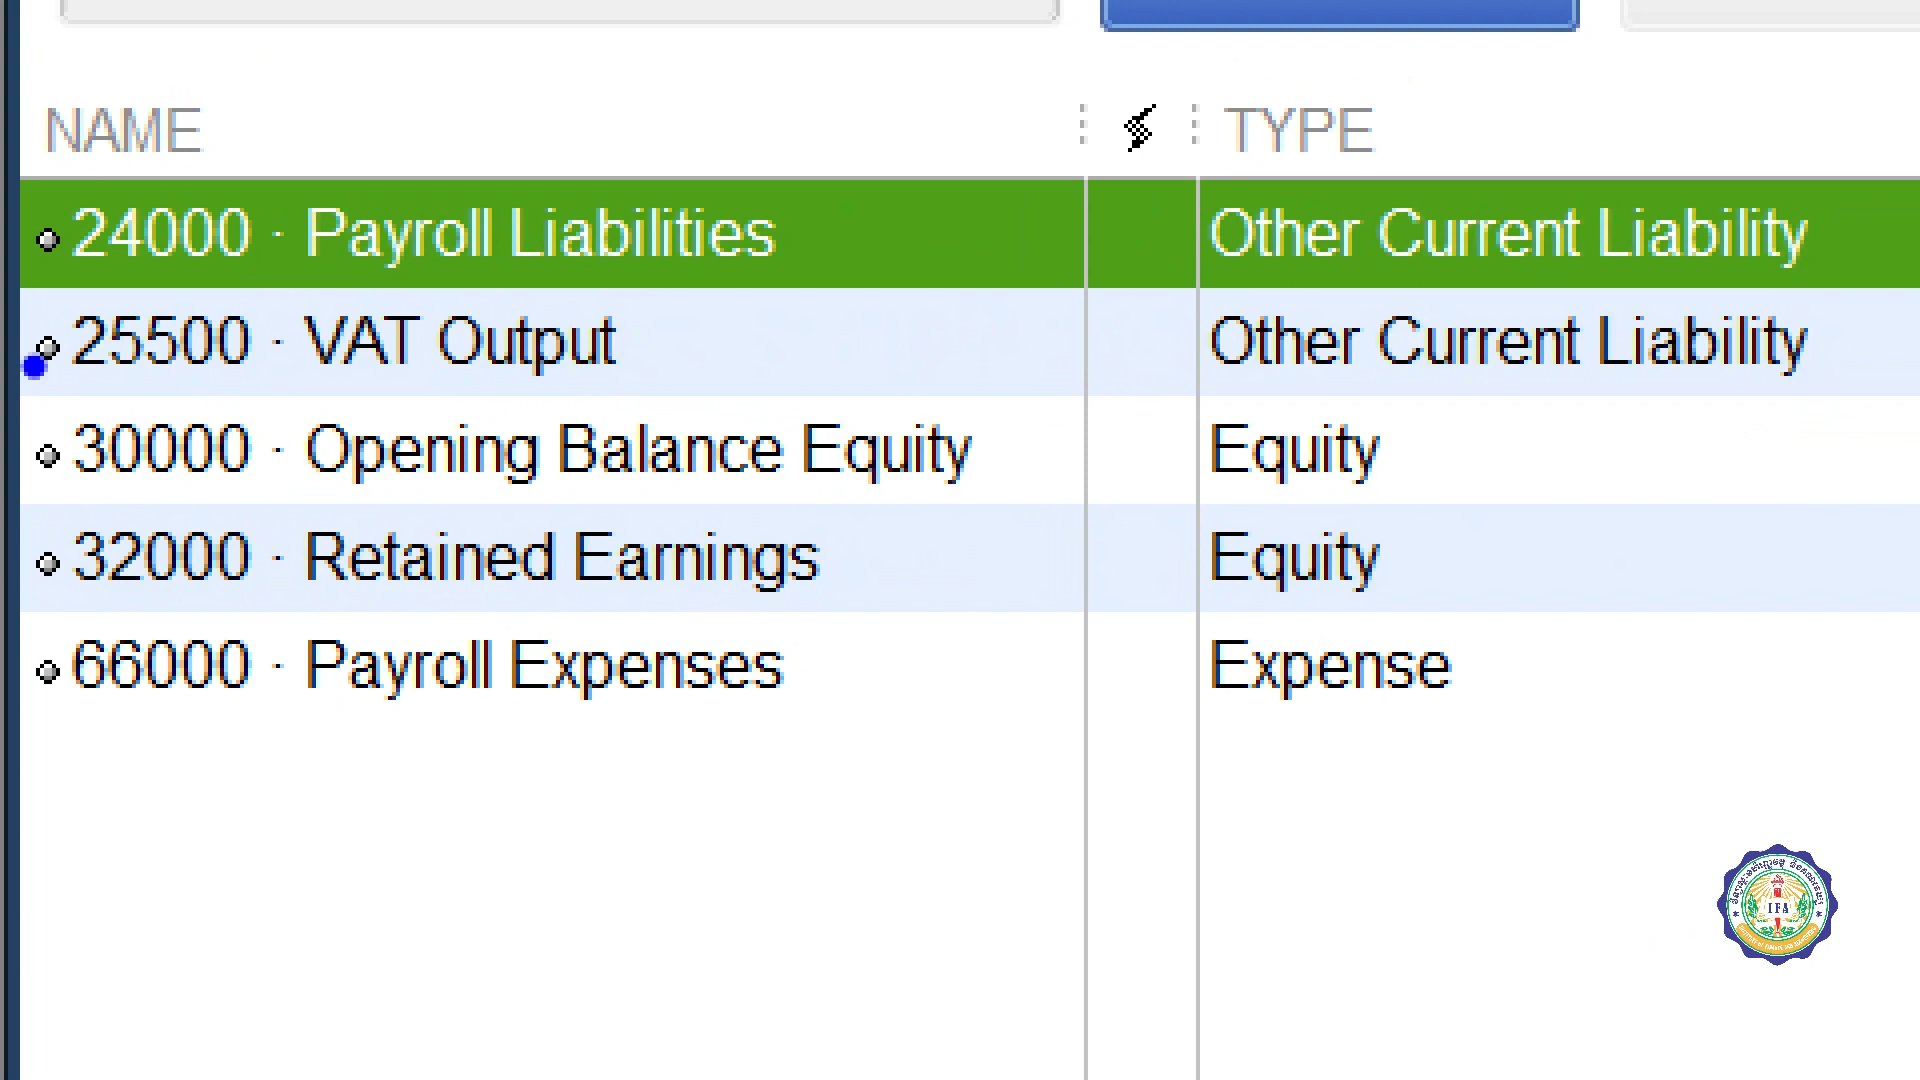 NAME TYPE
24000 · Payroll Liabilities Other Current Liability
25500 · VAT Output Other Current Liability
30000 · Opening Balance Equity Equity
32000 · Retained Earnings Equity
66000 · Payroll Expenses Expense
IFA